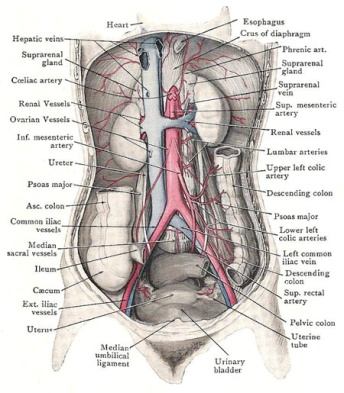 Heart
Hepatic veins
Suprarenal
gland
Cœliac artery
Renal Vessels
Ovarian Vessels
Inf. mesenteric
artery
Ureter
Psoas major
Asc. colon
Common iliac
vessels
Median
sacral vessels
Ileum
Cæcum
Ext. iliac
vessels
Uterus
Median
umbilical
ligament
Urinary
bladder
Esophagus
Crus of diaphragm
Phrenic art.
Suprarenal
gland
Suprarenal
vein
Sup. mesenteric
artery
Renal vessels
Lumbar arteries
Upper left colic
artery
Descending colon
Psoas major
Lower left
colic arteries
Left common
iliac vein
Descending
colon
Sup. rectal
artery
Pelvic colon
Uterine
tube